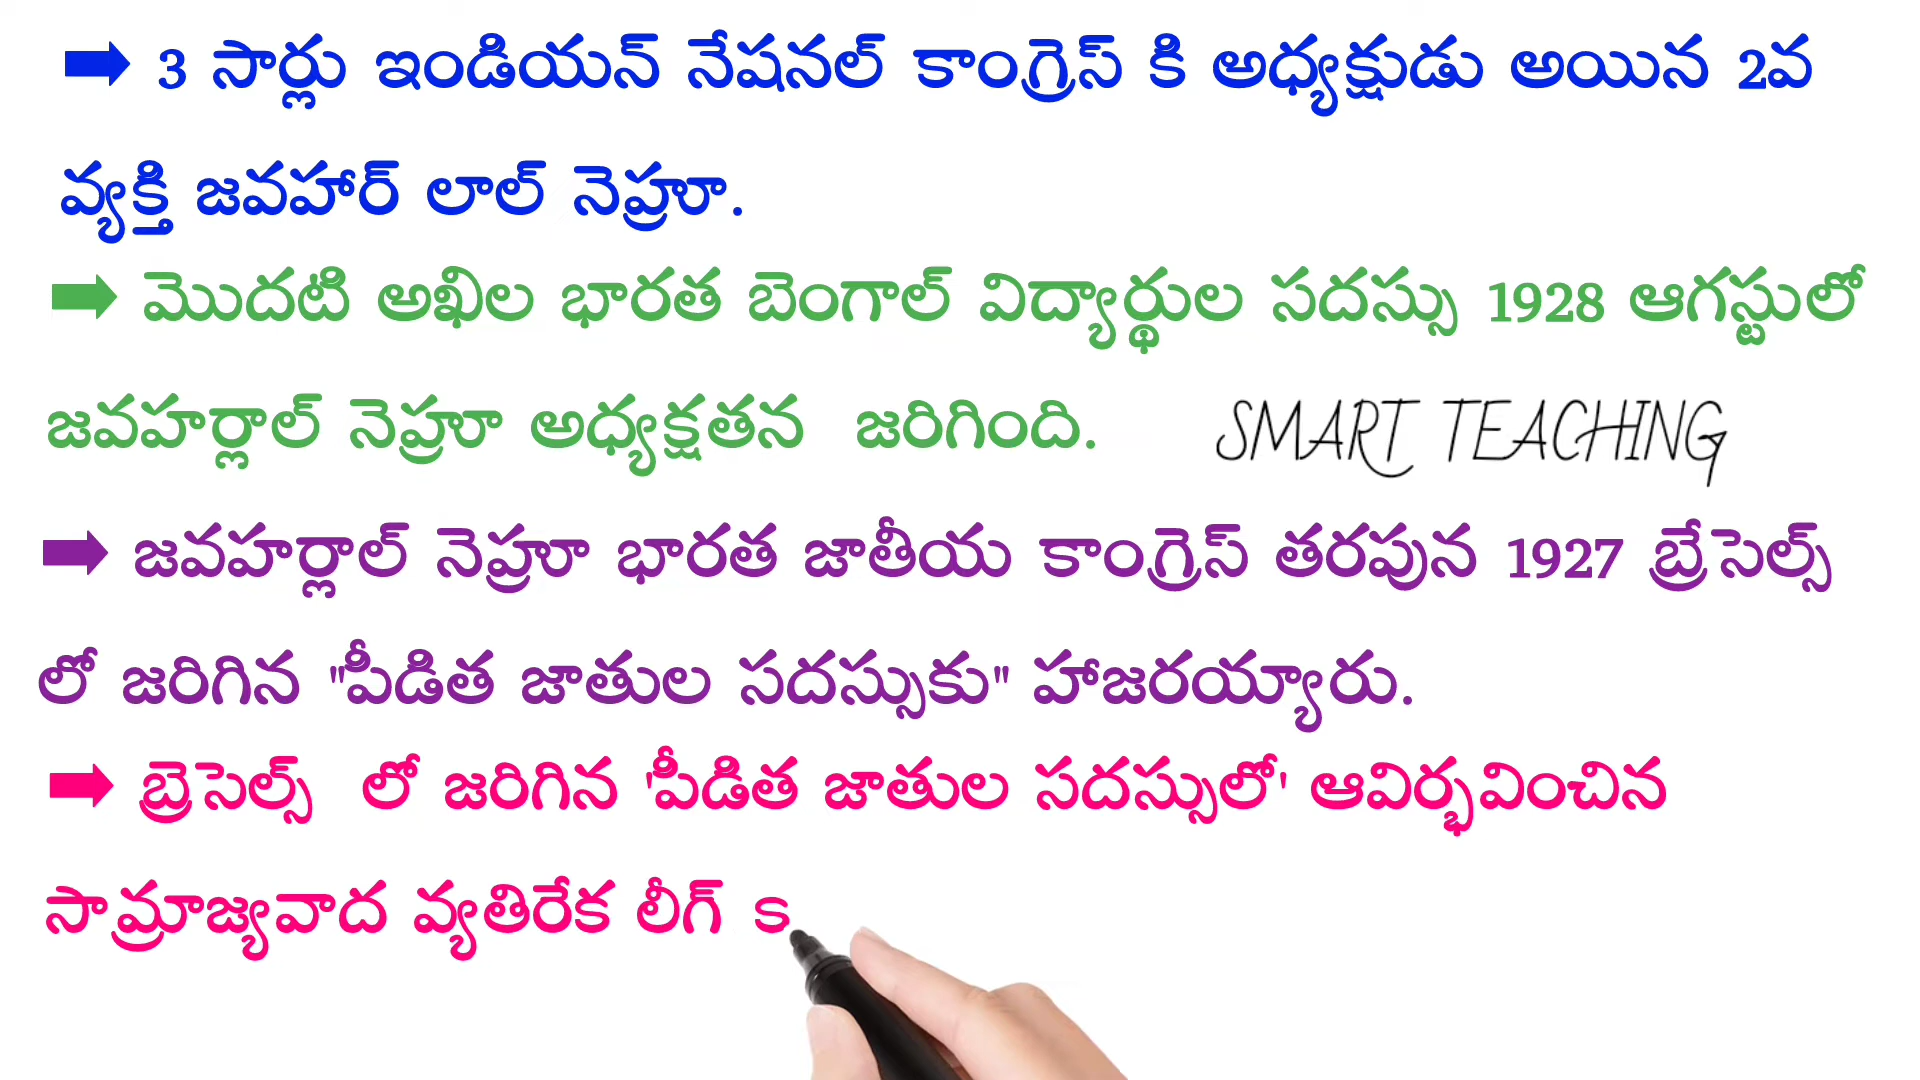 ➡ 3 సార్లు ఇండియన్ నేషనల్ కాంగ్రెస్ కి అధ్యక్షుడు అయిన 2వ
వ్యక్తి జవహార్ లాల్ నెహ్రూ.
➡ మొదటి అఖిల భారత బెంగాల్ విద్యార్థుల సదస్సు 1928 ఆగస్టులో
జవహర్లాల్ నెహ్రూ అధ్యక్షతన జరిగింది.
SMART TEACHING
➡ జవహర్లాల్ నెహ్రూ భారత జాతీయ కాంగ్రెస్ తరపున 1927 బ్రేసెల్స్
లో జరిగిన "పీడిత జాతుల సదస్సుకు" హాజరయ్యారు.
➡ బ్రెసెల్స్ లో జరిగిన 'పీడిత జాతుల సదస్సులో' ఆవిర్భవించిన
సామ్రాజ్యవాద వ్యతిరేక లీగ్